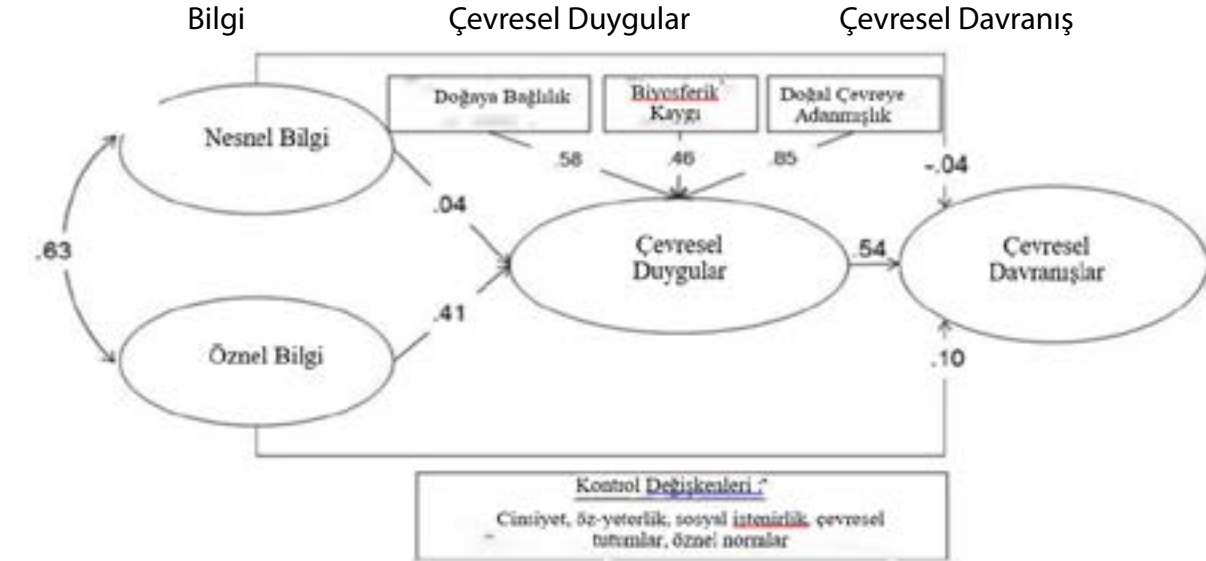 Bilgi
Çevresel Duygular
Çevresel Davranış
Doğaya Bağlılık
Biyosferik
Kaygı
Doğal Çevreye
Adanmışlık
Nesnel Bilgi
.58
.46
.85
-.04
.04
.63
Çevresel
Duygular
.54
Çevresel
Davranışlar
.41
Öznel Bilgi
.10
Kontrol Değişkenleri :
Cinsiyet, öz-yeterlik, sosyal istenirlik, çevresel
tutumlar, öznel normlar